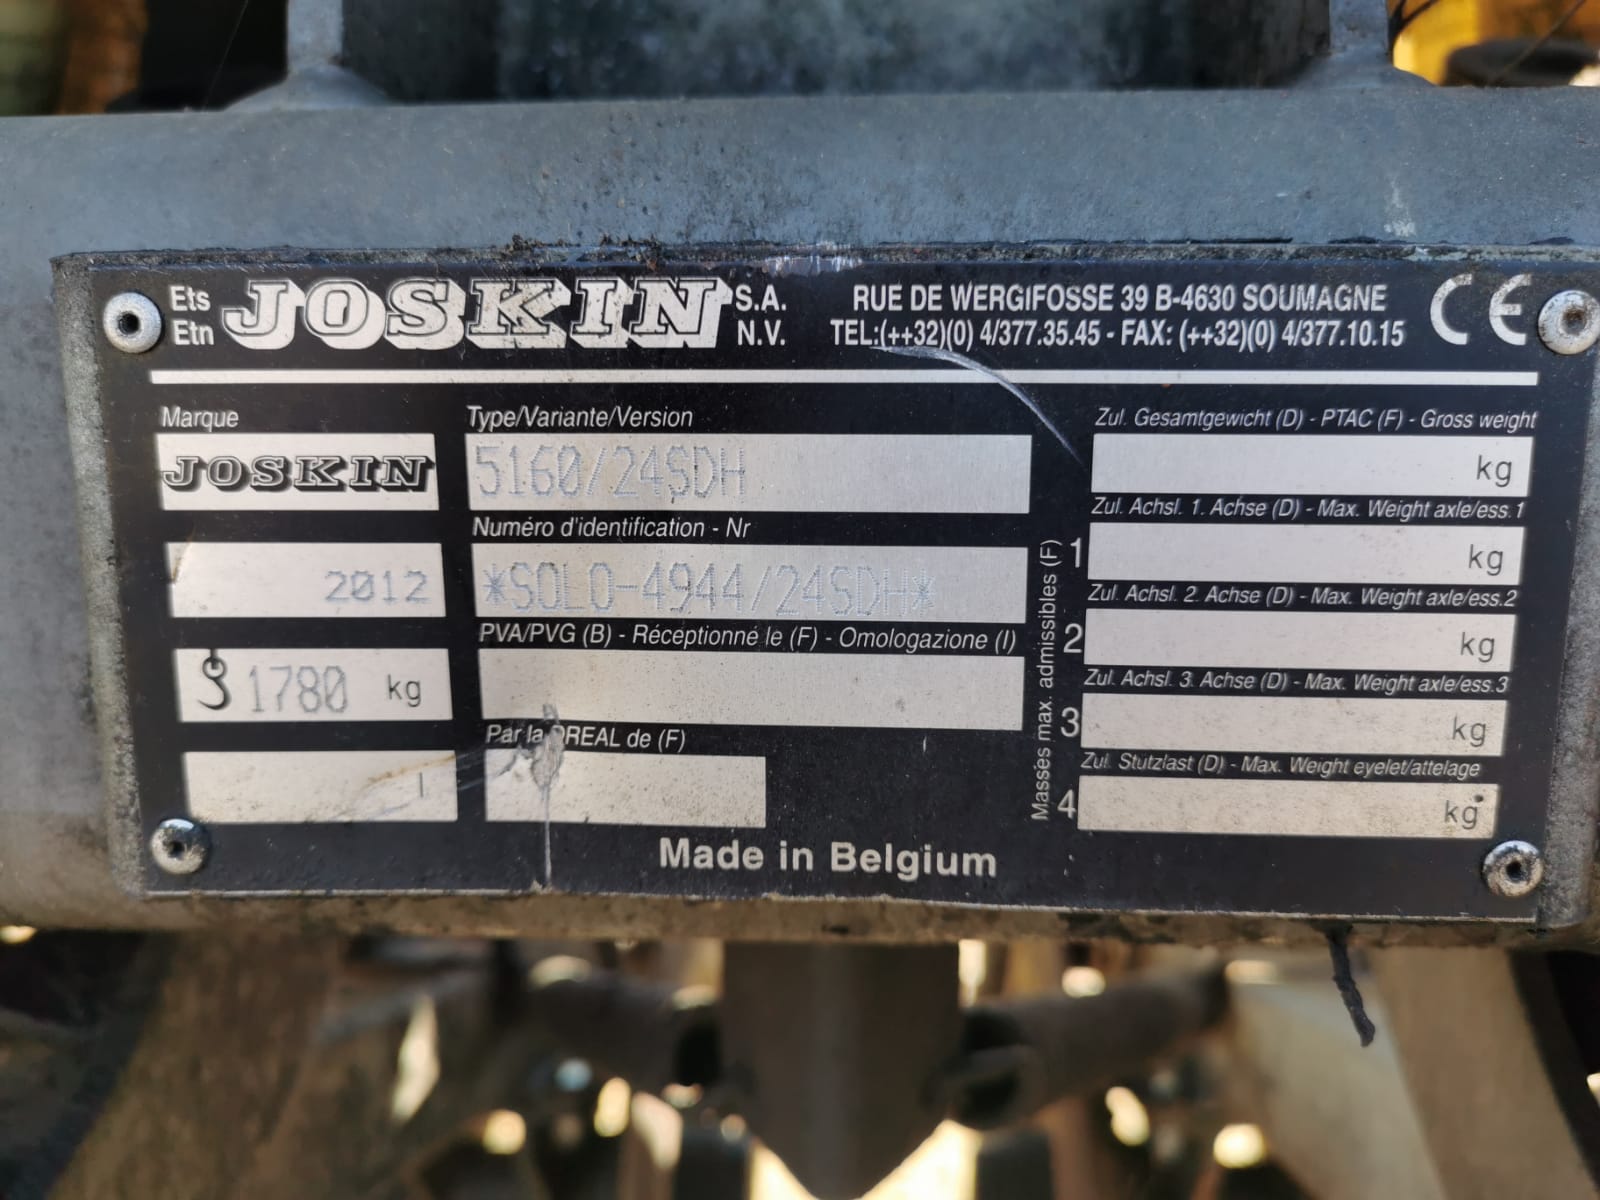 Ets
Etn
JOSKIN
S.A.
N.V.
RUE DE WERGIFOSSE 39 B-4630 SOUMAGNE
TEL:(++32)(0) 4/377.35.45 - FAX: (++32)(0) 4/377.10.15
CE
Marque
JOSKIN
2012
1780 kg
l
Type/Variante/Version
5160/24SDH
Numéro d'identification - Nr
*SOLO-4944/24SDH*
PVA/PVG (B) - Réceptionné le (F) - Omologazione (I)
Par la DREAL de (F)
Masses max. admissibles (F)
Zul. Gesamtgewicht (D) - PTAC (F) - Gross weight
kg
Zul. Achsl. 1. Achse (D) - Max. Weight axle/ess.1
1 kg
Zul. Achsl. 2. Achse (D) - Max. Weight axle/ess.2
2 kg
Zul. Achsl. 3. Achse (D) - Max. Weight axle/ess.3
3 kg
Zul. Stutzlast (D) - Max. Weight eyelet/attelage
4 kg
Made in Belgium